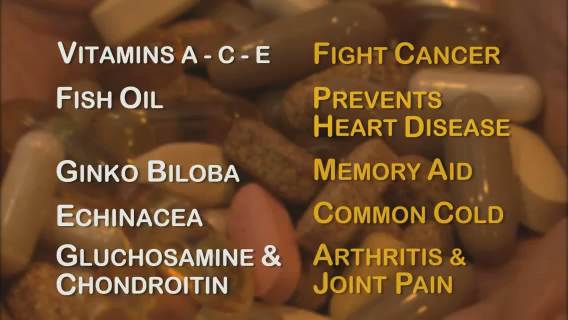 VITAMINS A - C - E FIGHT CANCER
FISH OIL PREVENTS
HEART DISEASE
GINKO BILOBA MEMORY AID
ECHINACEA COMMON COLD
GLUCHOSAMINE & ARTHRITIS &
CHONDROITIN JOINT PAIN